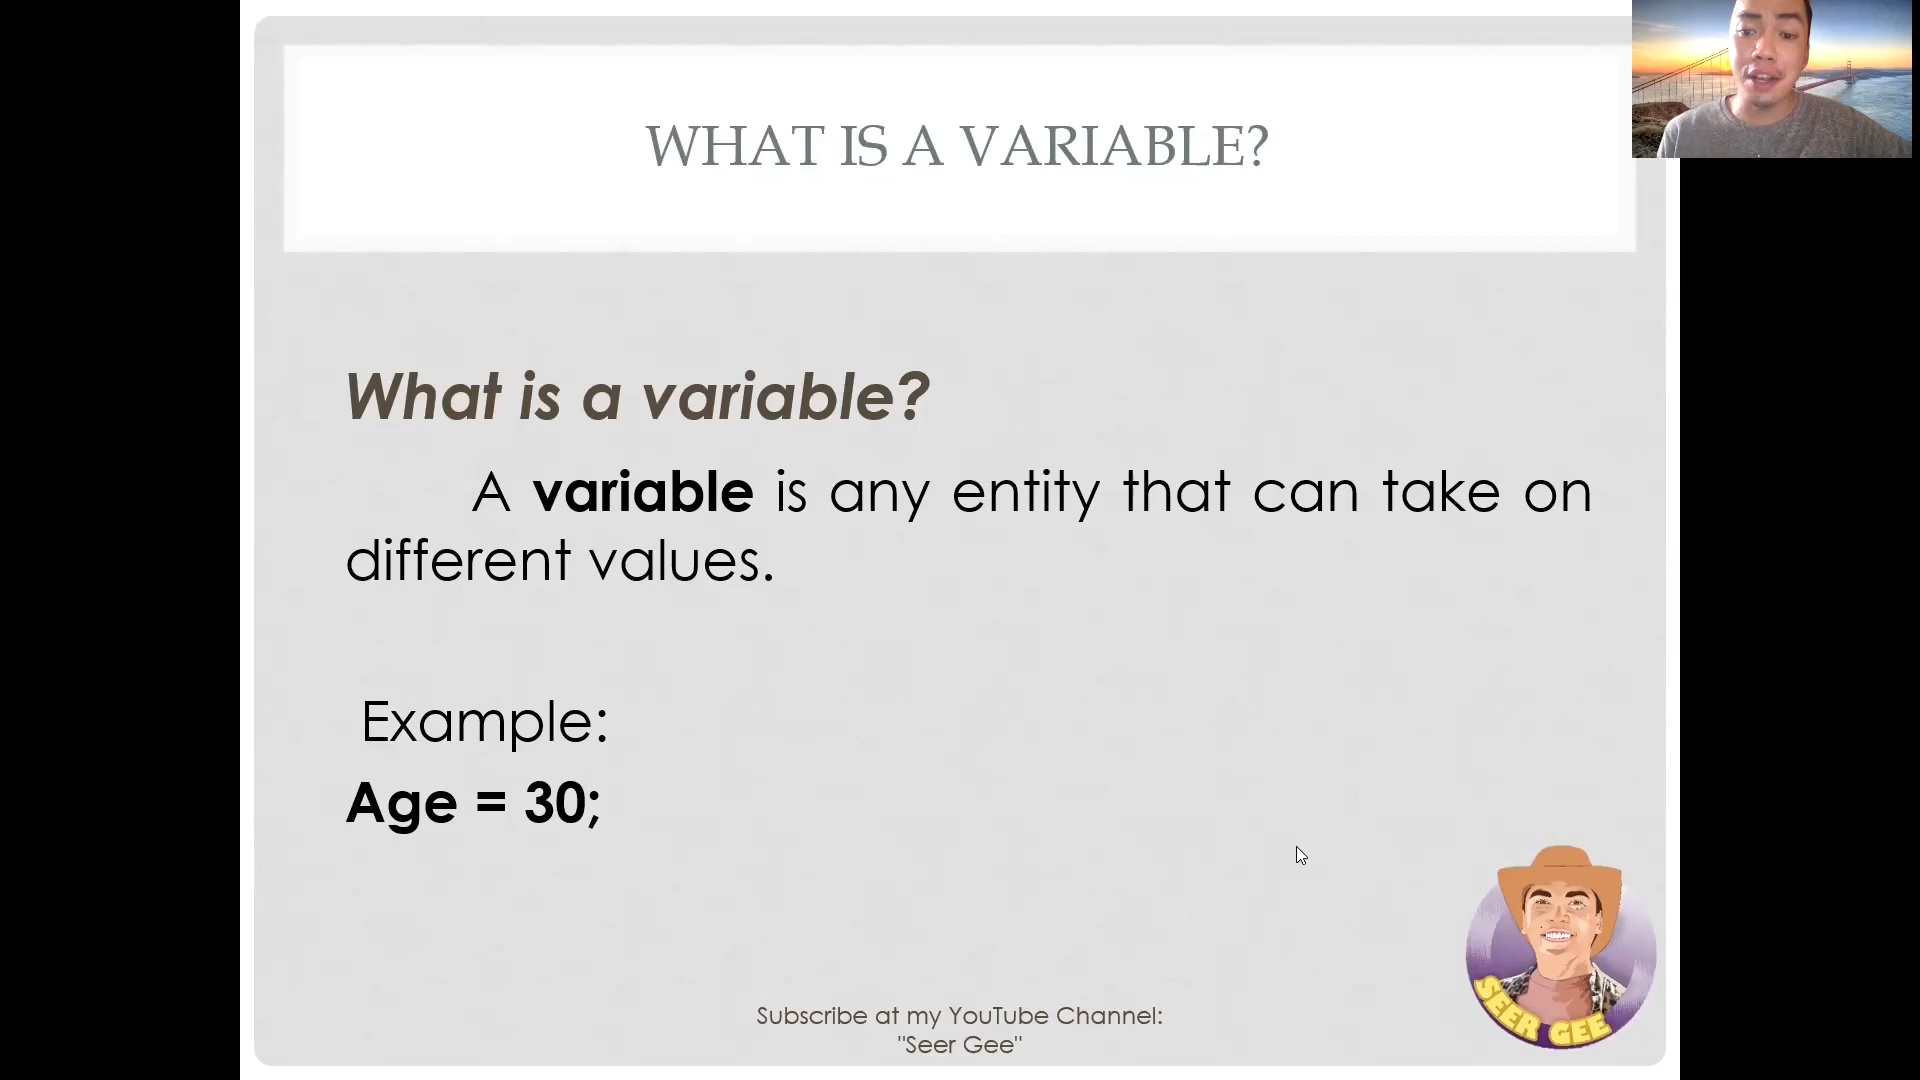 WHAT IS A VARIABLE?
What is a variable?
A variable is any entity that can take on
different values.
Example:
Age = 30;
SEER GEE
Subscribe at my YouTube Channel:
"Seer Gee"